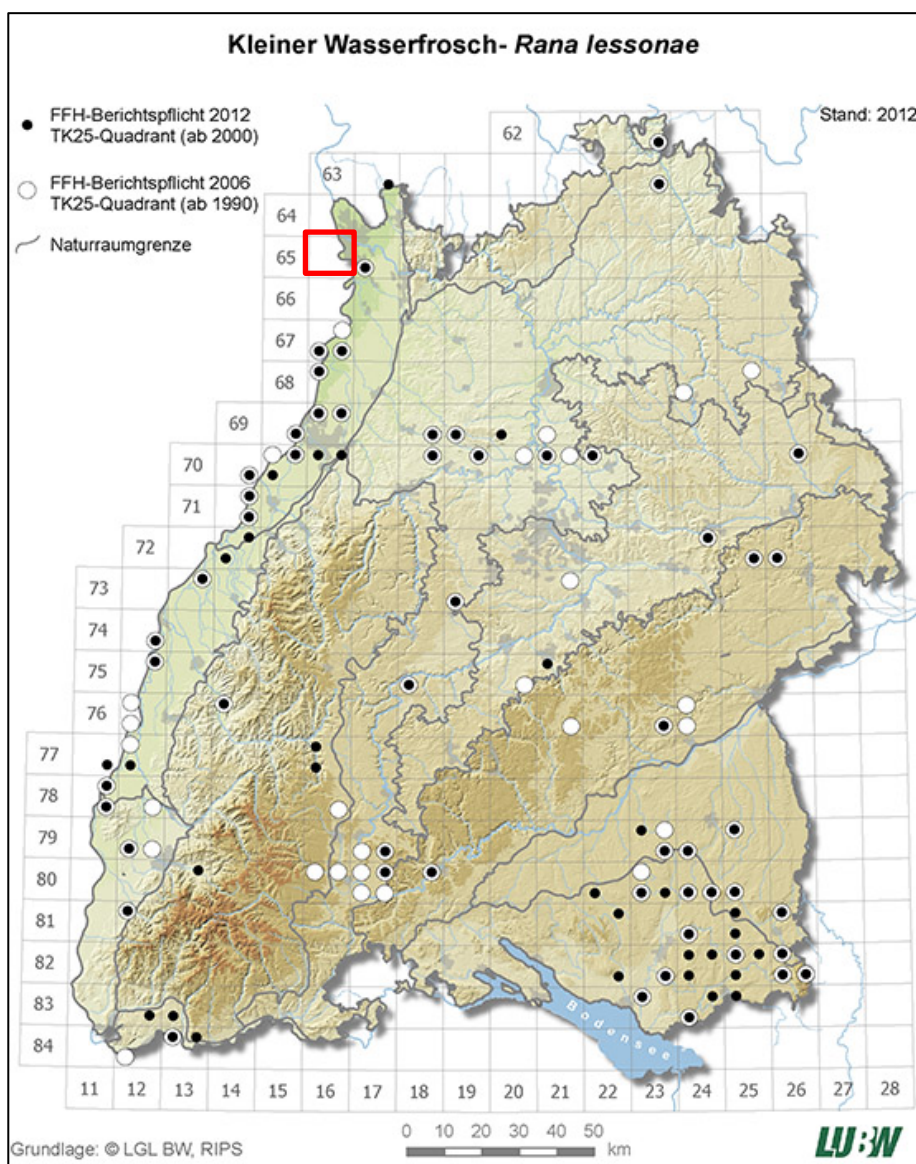 Kleiner Wasserfrosch- Rana lessonae
FFH-Berichtspflicht 2012
TK25-Quadrant (ab 2000)
Stand: 2012
FFH-Berichtspflicht 2006
TK25-Quadrant (ab 1990)
Naturraumgrenze
62
63
64
65
66
67
68
69
70
71
72
73
74
75
76
77
78
79
80
81
82
83
84
Bodensee
11 12 13 14 15 16 17 18 19 20 21 22 23 24 25 26 27 28
0 10 20 30 40 50
km
Grundlage: © LGL BW, RIPS
LUBW